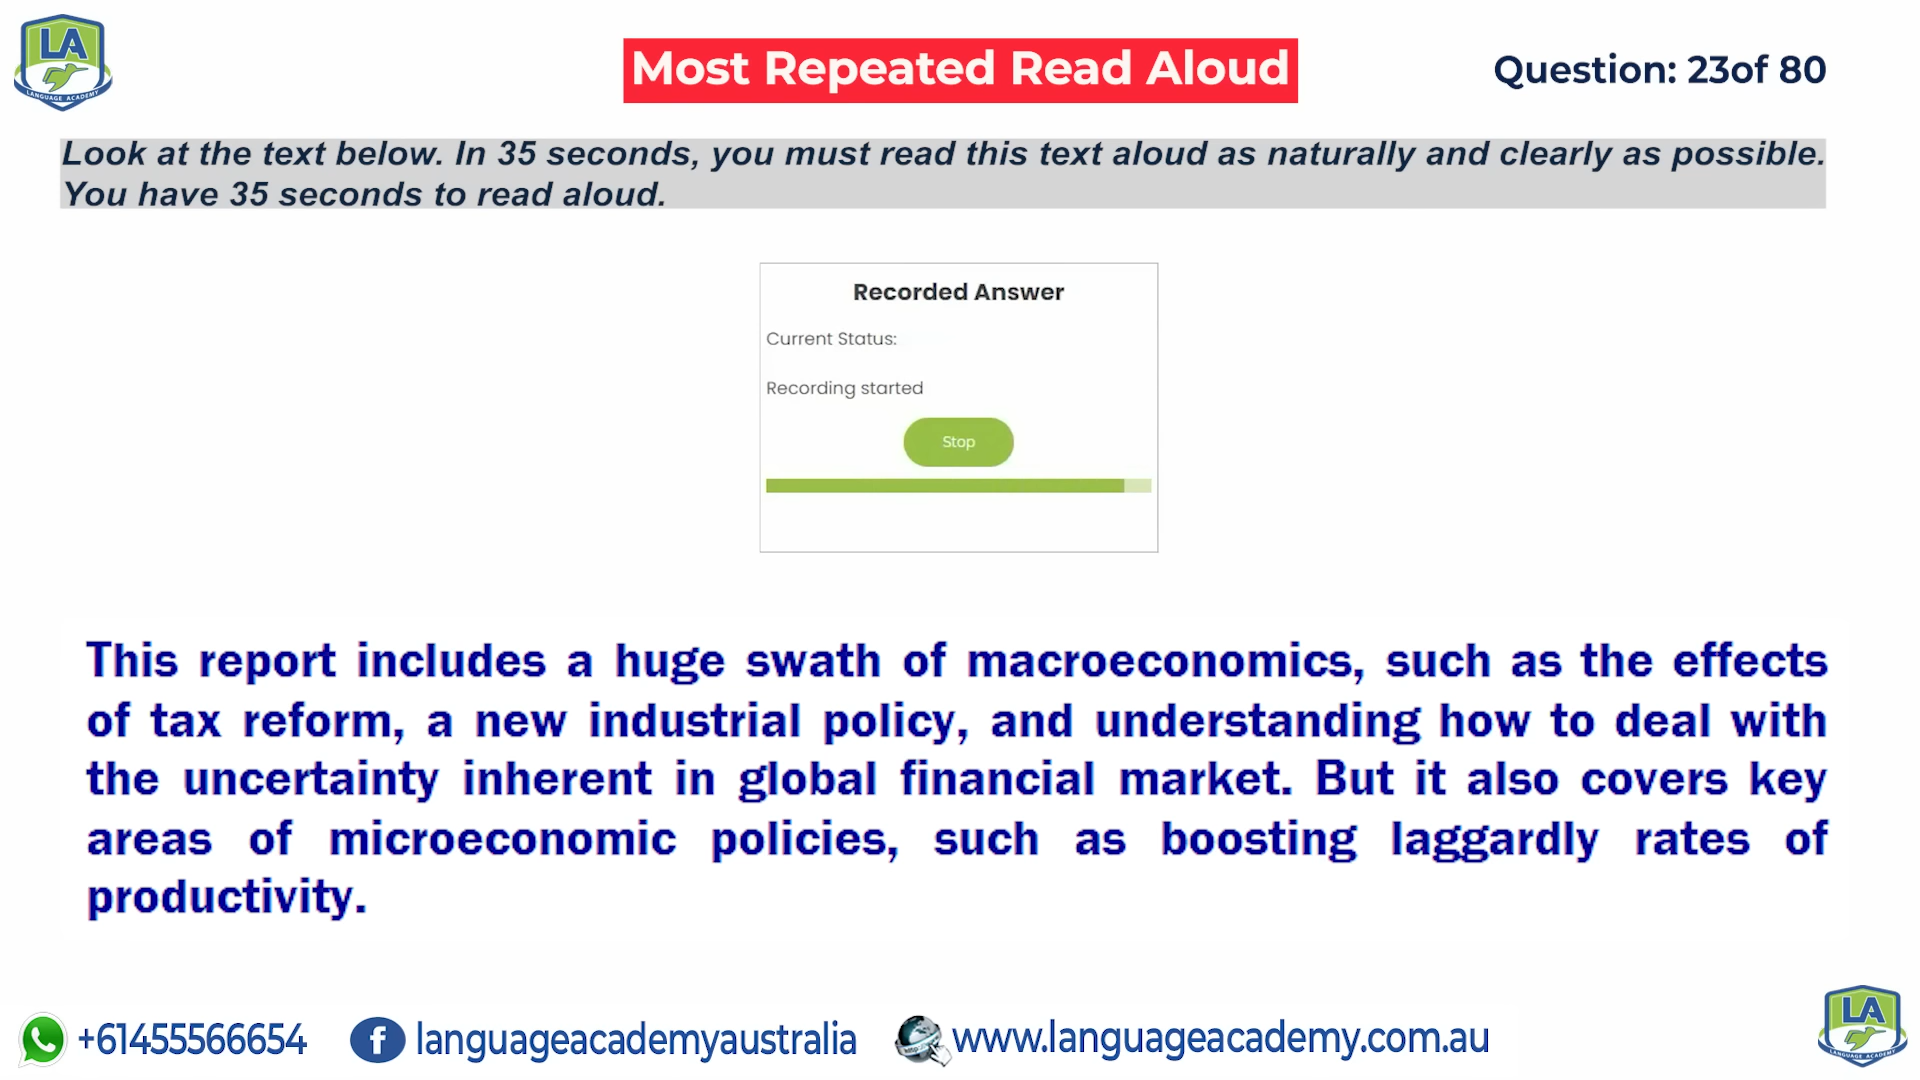 LA
LANGUAGE ACADEMY
Most Repeated Read Aloud
Question: 23of 80
Look at the text below. In 35 seconds, you must read this text aloud as naturally and clearly as possible.
You have 35 seconds to read aloud.
Recorded Answer
Current Status:
Recording started
Stop
This report includes a huge swath of macroeconomics, such as the effects
of tax reform, a new industrial policy, and understanding how to deal with
the uncertainty inherent in global financial market. But it also covers key
areas of microeconomic policies, such as boosting laggardly rates of
productivity.
+61455566654
f
languageacademyaustralia
www.languageacademy.com.au
LA
LANGUAGE ACADEMY